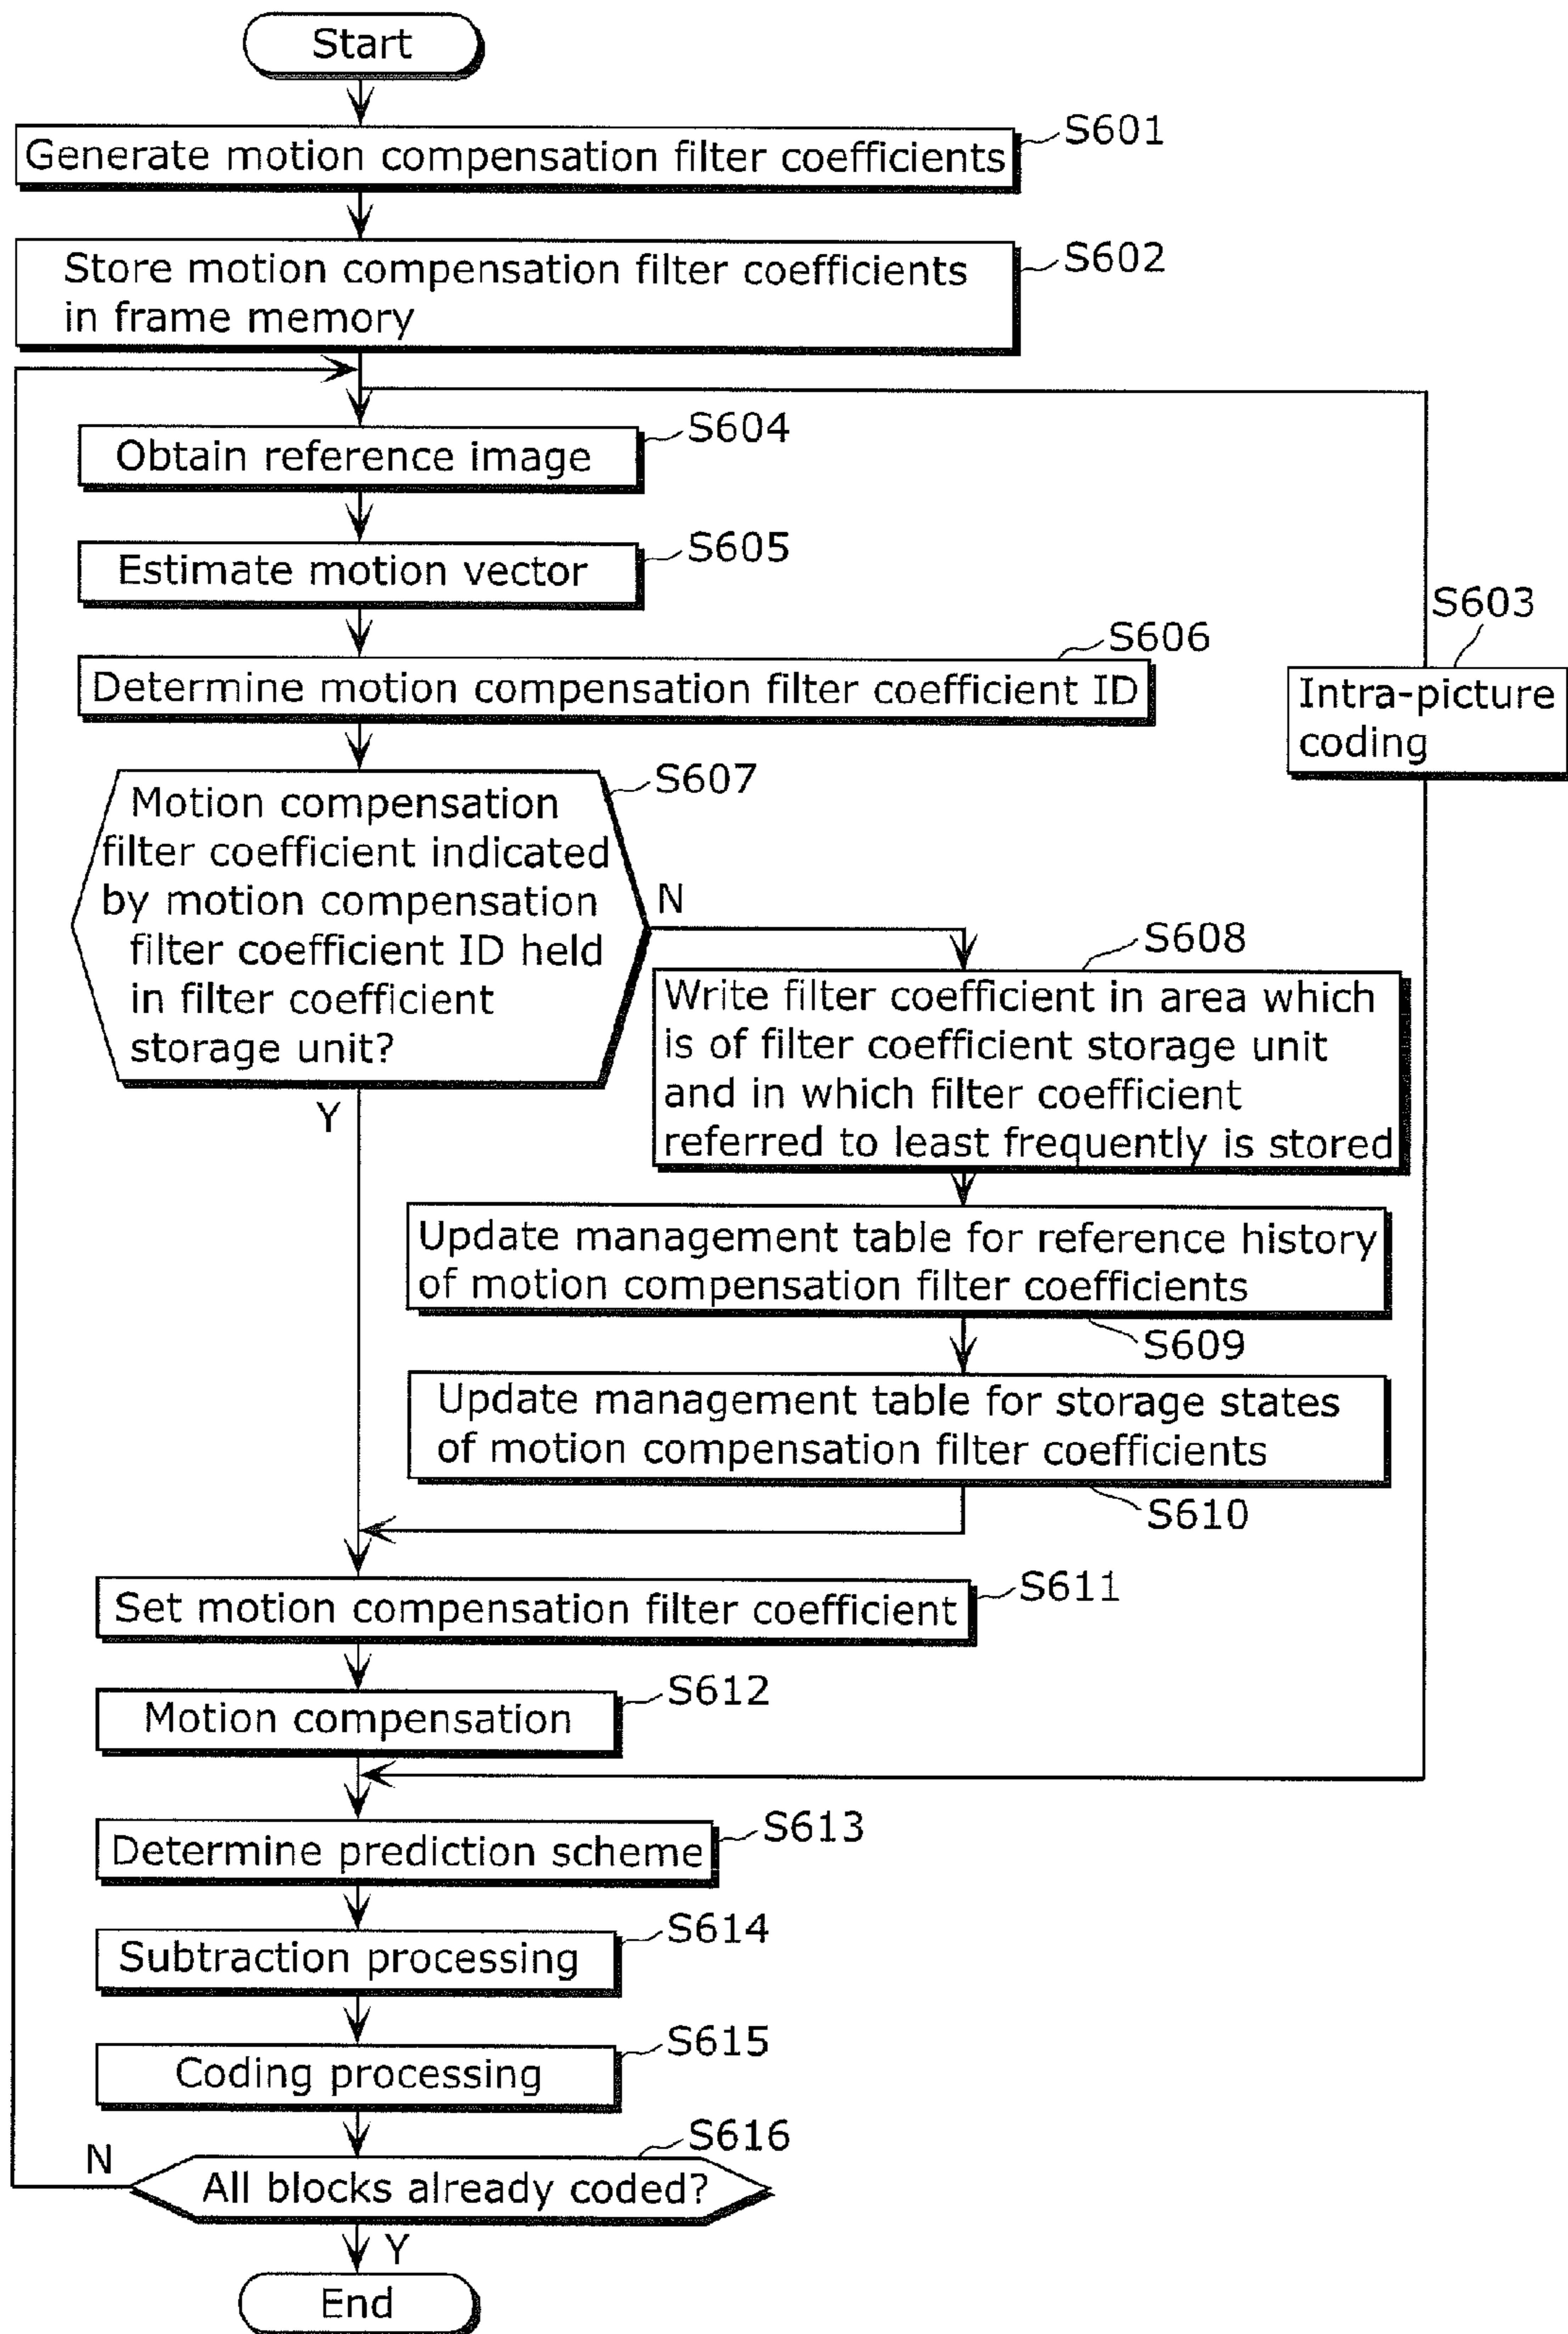 Start
S601
Generate motion compensation filter coefficients
S602
Store motion compensation filter coefficients
in frame memory
S604
Obtain reference image
S605
Estimate motion vector
S603
Intra-picture
coding
S606
Determine motion compensation filter coefficient ID
S607
Motion compensation
filter coefficient indicated
by motion compensation
filter coefficient ID held
in filter coefficient
storage unit?
N
Y
S608
Write filter coefficient in area which
is of filter coefficient storage unit
and in which filter coefficient
referred to least frequently is stored
Update management table for reference history
of motion compensation filter coefficients
S609
Update management table for storage states
of motion compensation filter coefficients
S610
S611
Set motion compensation filter coefficient
S612
Motion compensation
S613
Determine prediction scheme
S614
Subtraction processing
S615
Coding processing
S616
N
All blocks already coded?
Y
End